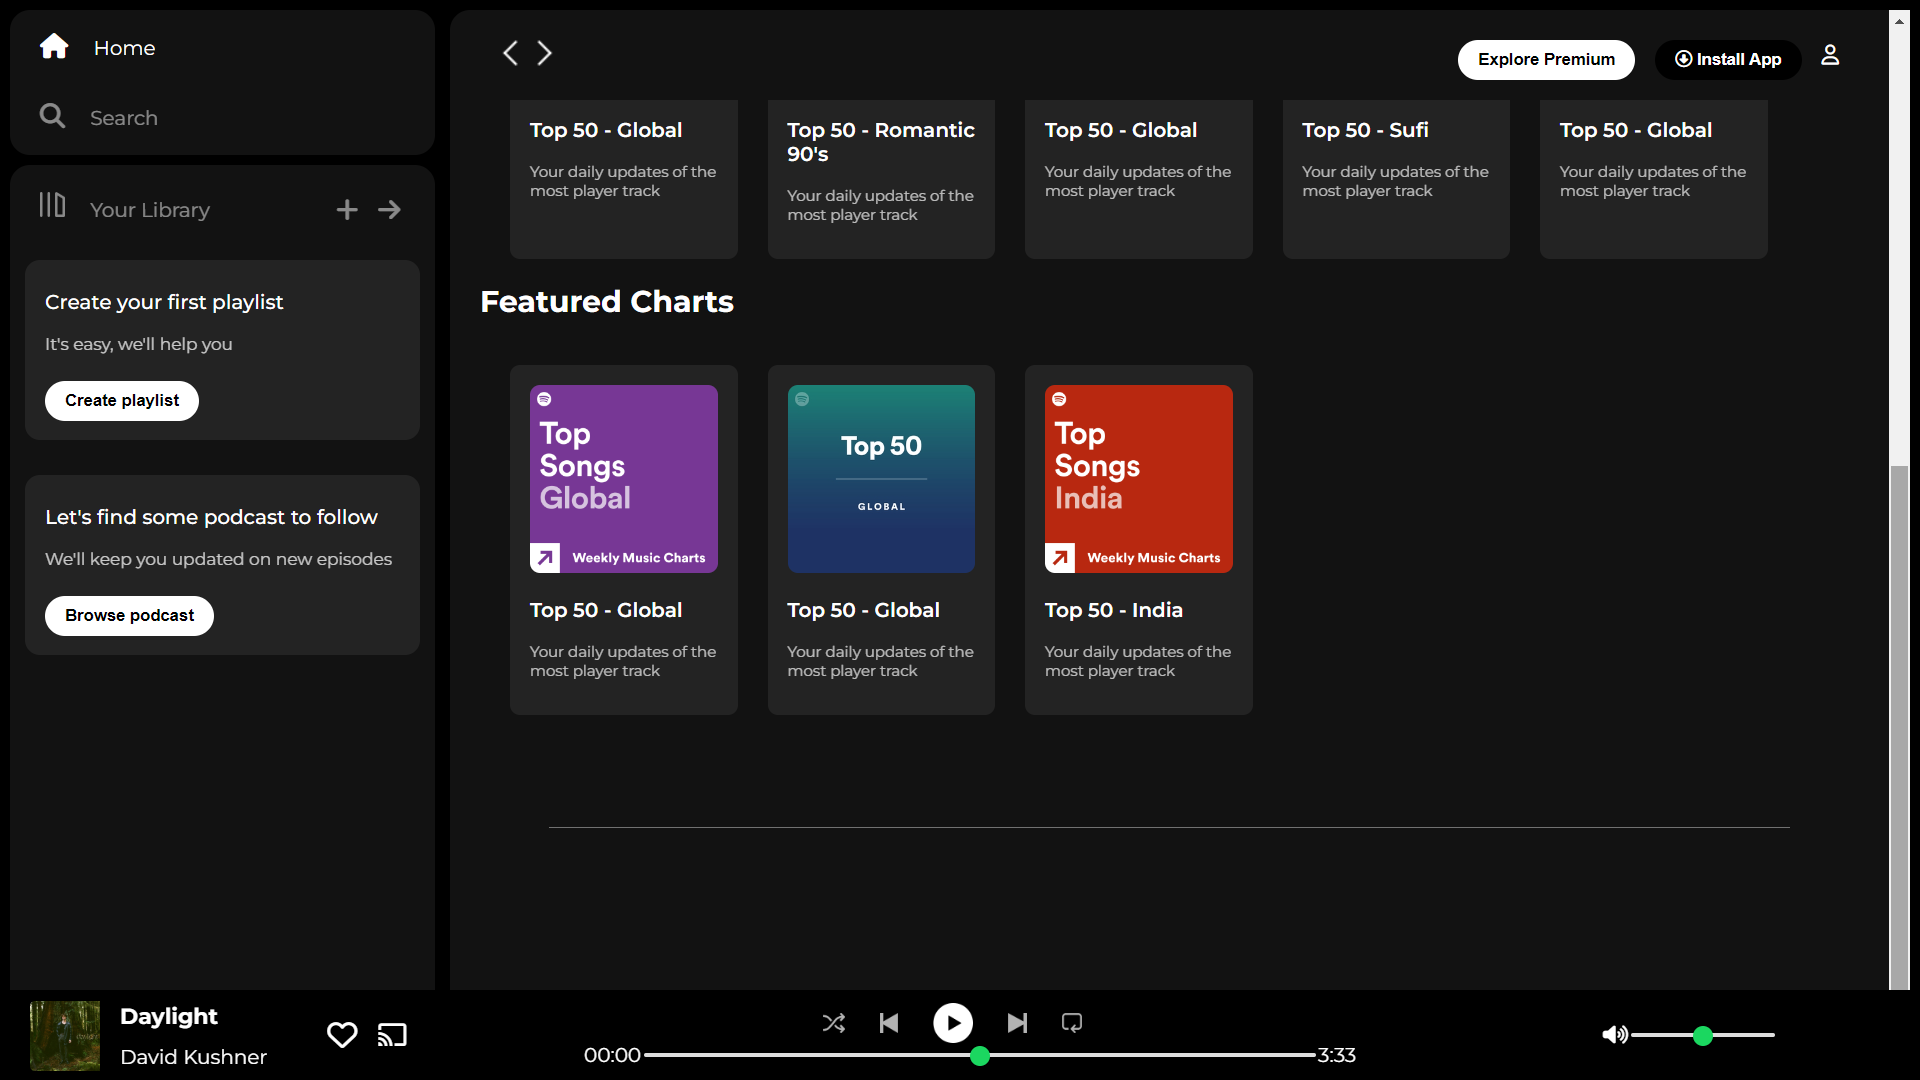 Home
Search
Your Library
Create your first playlist
It's easy, we'll help you
Create playlist
Let's find some podcast to follow
We'll keep you updated on new episodes
Browse podcast
Explore Premium
Install App
Top 50 - Global
Your daily updates of the
most player track
Top 50 - Romantic
90's
Your daily updates of the
most player track
Top 50 - Global
Your daily updates of the
most player track
Top 50 - Sufi
Your daily updates of the
most player track
Top 50 - Global
Your daily updates of the
most player track
Featured Charts
Top
Songs
Global
Weekly Music Charts
Top 50 - Global
Your daily updates of the
most player track
Top 50
GLOBAL
Top 50 - Global
Your daily updates of the
most player track
Top
Songs
India
Weekly Music Charts
Top 50 - India
Your daily updates of the
most player track
Daylight
David Kushner
00:00
3:33